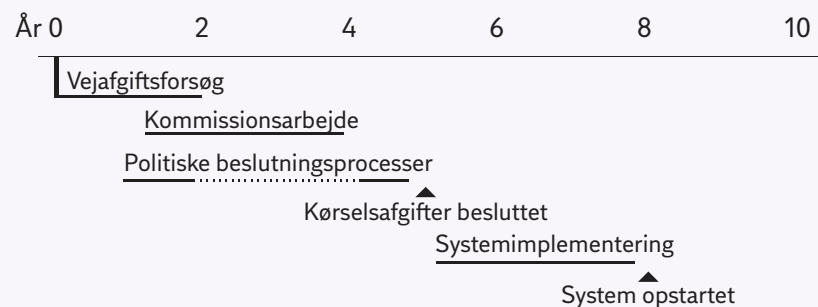 År 0 2 4 6 8 10
Vejafgiftsforsøg
Kommissionsarbejde
Politiske beslutningsprocesser
Kørselsafgifter besluttet
Systemimplementering
System opstartet